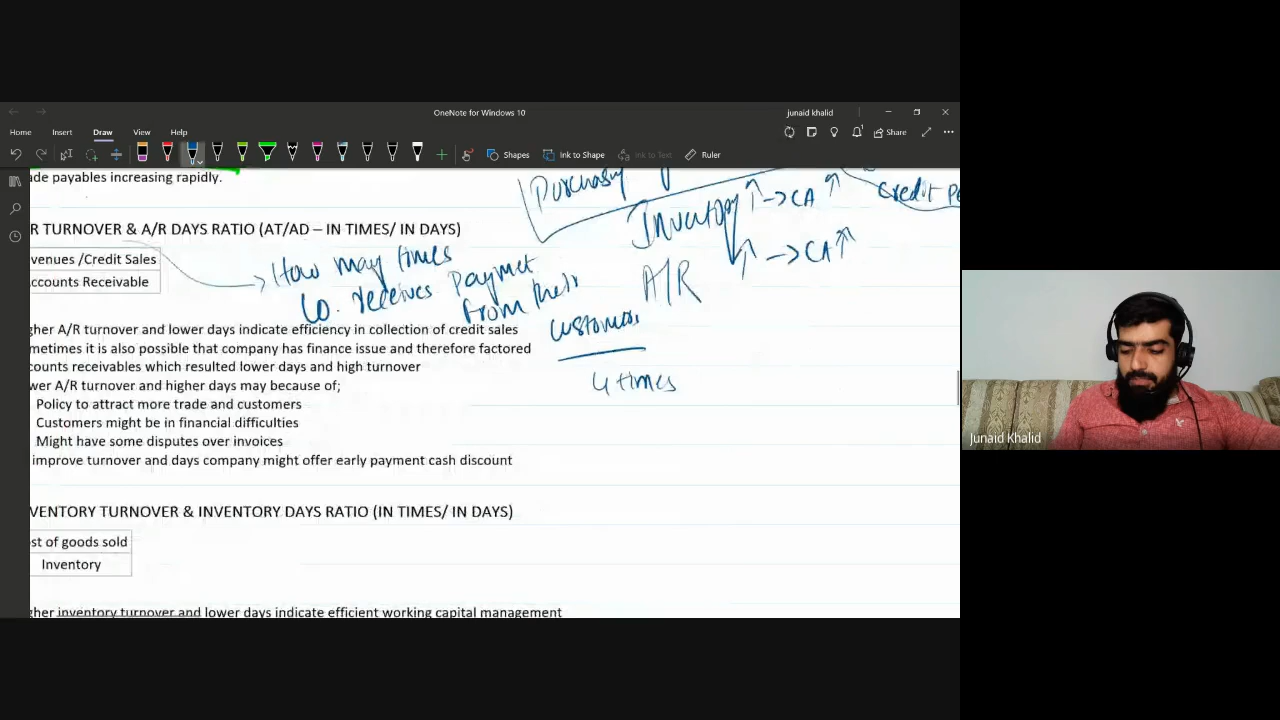 OneNote for Windows 10
junaid khalid
Home Insert Draw View Help
Share
Shapes Ink to Shape Ink to Text Ruler
ade payables increasing rapidly.
Purchasing
Inventory ↑ → CA ↑
Credit Pe
R TURNOVER & A/R DAYS RATIO (AT/AD – IN TIMES/ IN DAYS)
venues /Credit Sales
ccounts Receivable
How may times
Co. receives Paymet
from their
customers
4 times
A/R ↑ → CA ↑
gher A/R turnover and lower days indicate efficiency in collection of credit sales
metimes it is also possible that company has finance issue and therefore factored
counts receivables which resulted lower days and high turnover
wer A/R turnover and higher days may because of;
Policy to attract more trade and customers
Customers might be in financial difficulties
Might have some disputes over invoices
improve turnover and days company might offer early payment cash discount
VENTORY TURNOVER & INVENTORY DAYS RATIO (IN TIMES/ IN DAYS)
st of goods sold
Inventory
gher inventory turnover and lower days indicate efficient working capital management
Junaid Khalid